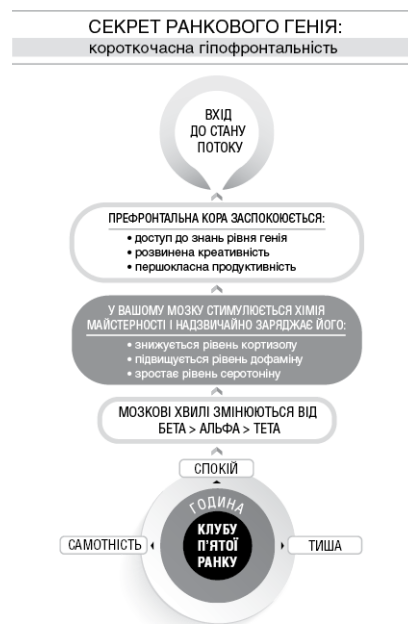 СЕКРЕТ РАНКОВОГО ГЕНІЯ:
короткочасна гіпофронтальність
ВХІД
ДО СТАНУ
ПОТОКУ
ПРЕФРОНТАЛЬНА КОРА ЗАСПОКОЮЄТЬСЯ:
• доступ до знань рівня генія
• розвинена креативність
• першокласна продуктивність
У ВАШОМУ МОЗКУ СТИМУЛЮЄТЬСЯ ХІМІЯ
МАЙСТЕРНОСТІ І НАДЗВИЧАЙНО ЗАРЯДЖАЄ ЙОГО:
• знижується рівень кортизолу
• підвищується рівень дофаміну
• зростає рівень серотоніну
МОЗКОВІ ХВИЛІ ЗМІНЮЮТЬСЯ ВІД
БЕТА > АЛЬФА > ТЕТА
СПОКІЙ
ГОДИНА
КЛУБУ
П'ЯТОЇ
РАНКУ
САМОТНІСТЬ
ТИША